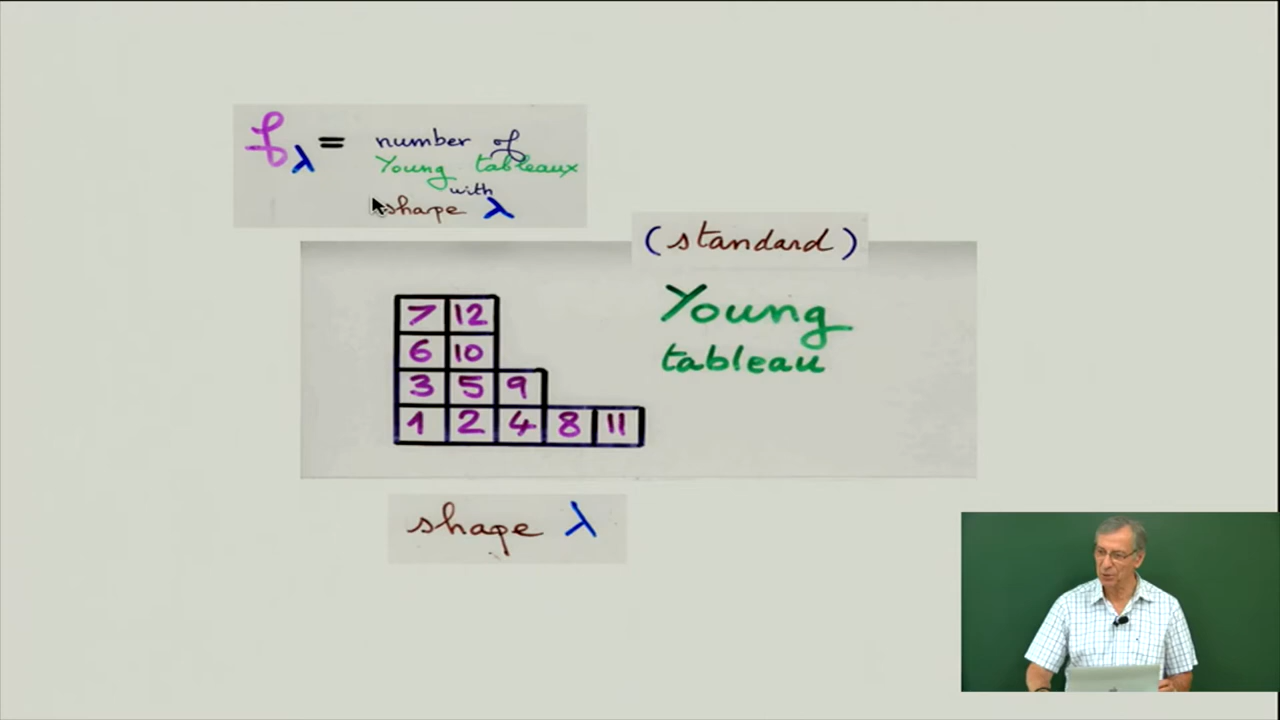 fλ = number of
Young tableaux
with
shape λ
(standard)
Young
tableau
7 12
6 10
3 5 9
1 2 4 8 11
shape λ